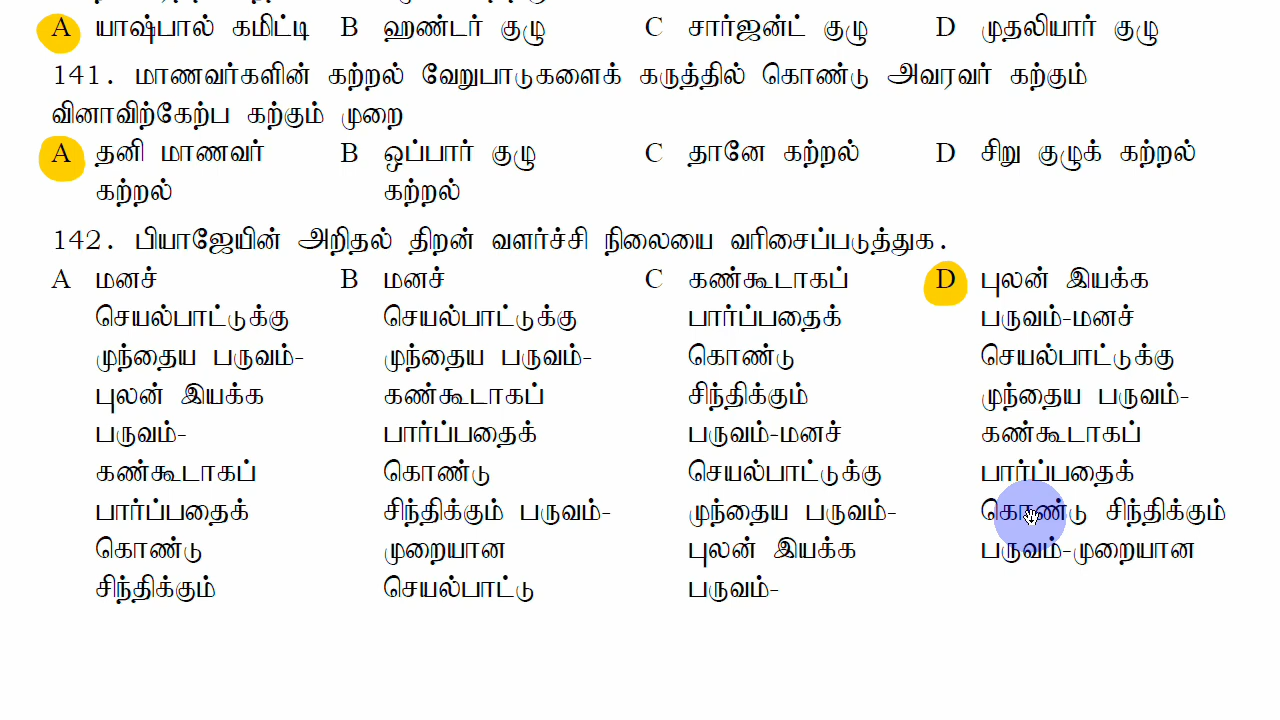 A யாஷ்பால் கமிட்டி B ஹண்டர் குழு C சார்ஜன்ட் குழு D முதலியார் குழு
141. மாணவர்களின் கற்றல் வேறுபாடுகளைக் கருத்தில் கொண்டு அவரவர் கற்கும்
வினாவிற்கேற்ப கற்கும் முறை
A தனி மாணவர் B ஒப்பார் குழு C தானே கற்றல் D சிறு குழுக் கற்றல்
கற்றல் கற்றல்
142. பியாஜேயின் அறிதல் திறன் வளர்ச்சி நிலையை வரிசைப்படுத்துக.
A மனச் B மனச் C கண்கூடாகப் D புலன் இயக்க
செயல்பாட்டுக்கு செயல்பாட்டுக்கு பார்ப்பதைக் பருவம்-மனச்
முந்தைய பருவம்- முந்தைய பருவம்- கொண்டு செயல்பாட்டுக்கு
புலன் இயக்க கண்கூடாகப் சிந்திக்கும் முந்தைய பருவம்-
பருவம்- பார்ப்பதைக் பருவம்-மனச் கண்கூடாகப்
கண்கூடாகப் கொண்டு செயல்பாட்டுக்கு பார்ப்பதைக்
பார்ப்பதைக் சிந்திக்கும் பருவம்- முந்தைய பருவம்- கொண்டு சிந்திக்கும்
கொண்டு முறையான புலன் இயக்க பருவம்-முறையான
சிந்திக்கும் செயல்பாட்டு பருவம்-